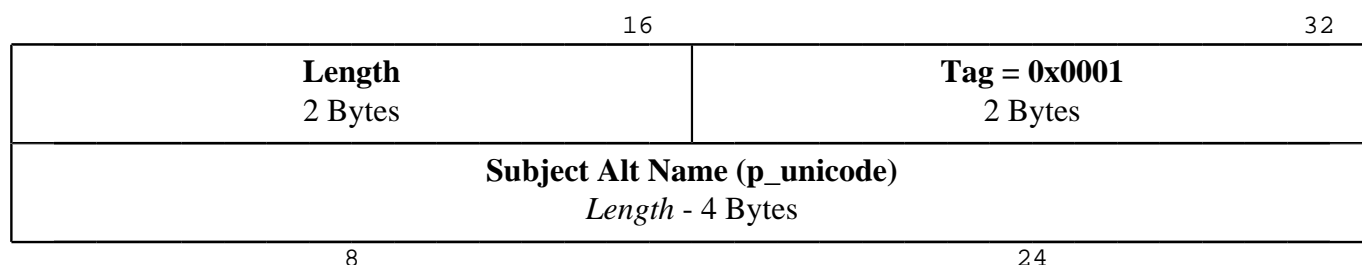 16 32
Length Tag = 0x0001
2 Bytes 2 Bytes
Subject Alt Name (p_unicode)
Length - 4 Bytes
8 24